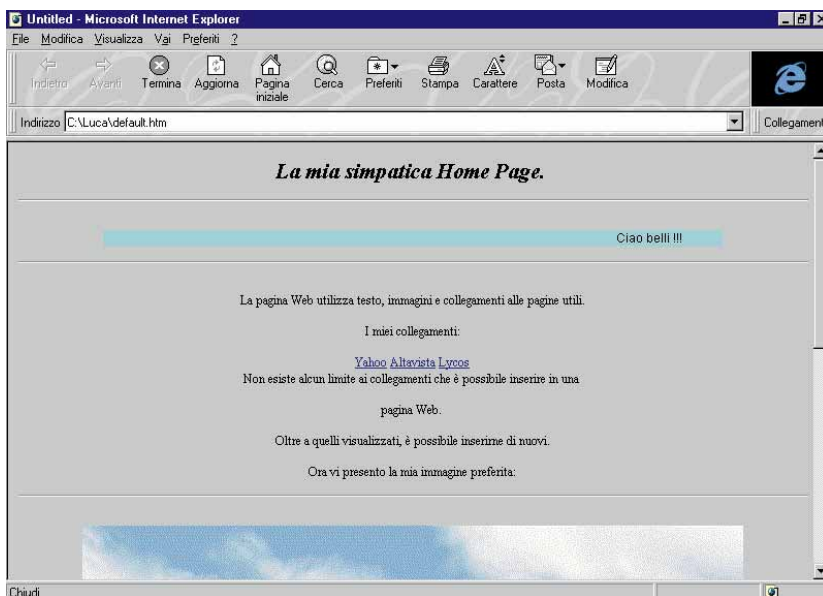 Untitled - Microsoft Internet Explorer
File Modifica Visualizza Vai Preferiti ?
Indietro Avanti Termina Aggiorna Pagina iniziale Cerca Preferiti Stampa Carattere Posta Modifica
Indirizzo C:\Luca\default.htm Collegament
La mia simpatica Home Page.
Ciao belli !!!
La pagina Web utilizza testo, immagini e collegamenti alle pagine utili.
I miei collegamenti:
Yahoo Altavista Lycos
Non esiste alcun limite ai collegamenti che è possibile inserire in una
pagina Web.
Oltre a quelli visualizzati, è possibile inserirne di nuovi.
Ora vi presento la mia immagine preferita:
Chiudi